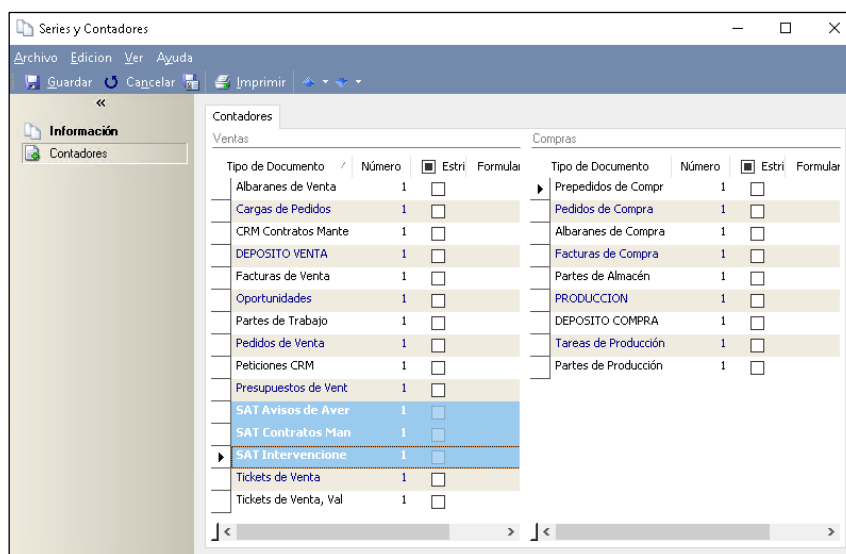 Series y Contadores
Archivo Edicion Ver Ayuda
Guardar Cancelar Imprimir
«
Información
Contadores
Contadores
Ventas
Tipo de Documento / Número Estri Formular
Albaranes de Venta 1
Cargas de Pedidos 1
CRM Contratos Mante 1
DEPOSITO VENTA 1
Facturas de Venta 1
Oportunidades 1
Partes de Trabajo 1
Pedidos de Venta 1
Peticiones CRM 1
Presupuestos de Vent 1
SAT Avisos de Aver 1
SAT Contratos Man 1
SAT Intervencione 1
Tickets de Venta 1
Tickets de Venta, Val 1
Compras
Tipo de Documento Número Estri Formular
Prepedidos de Compr 1
Pedidos de Compra 1
Albaranes de Compra 1
Facturas de Compra 1
Partes de Almacén 1
PRODUCCION 1
DEPOSITO COMPRA 1
Tareas de Producción 1
Partes de Producción 1